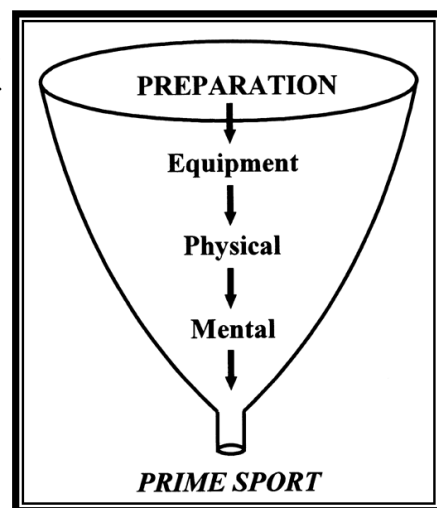 PREPARATION
Equipment
Physical
Mental
PRIME SPORT